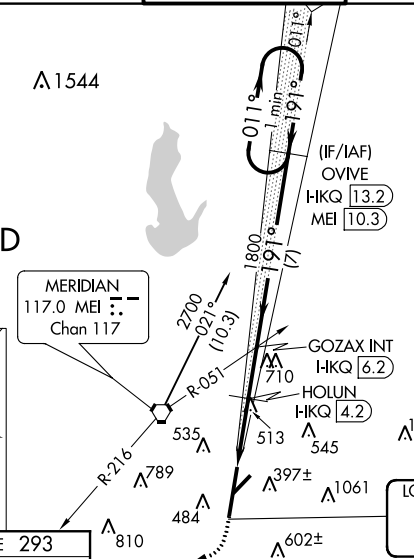 011°
1544
1 min
011°
191°
(IF/IAF)
OVIVE
I-IKQ 13.2
MEI 10.3
D
1800
191°
(7)
MERIDIAN
117.0 MEI
Chan 117
2700
021°
(10.3)
R-051
GOZAX INT
I-IKQ 6.2
710
HOLUN
I-IKQ 4.2
535
513
545
1
R-216
789
397±
1061
484
LO
E 293
810
602±